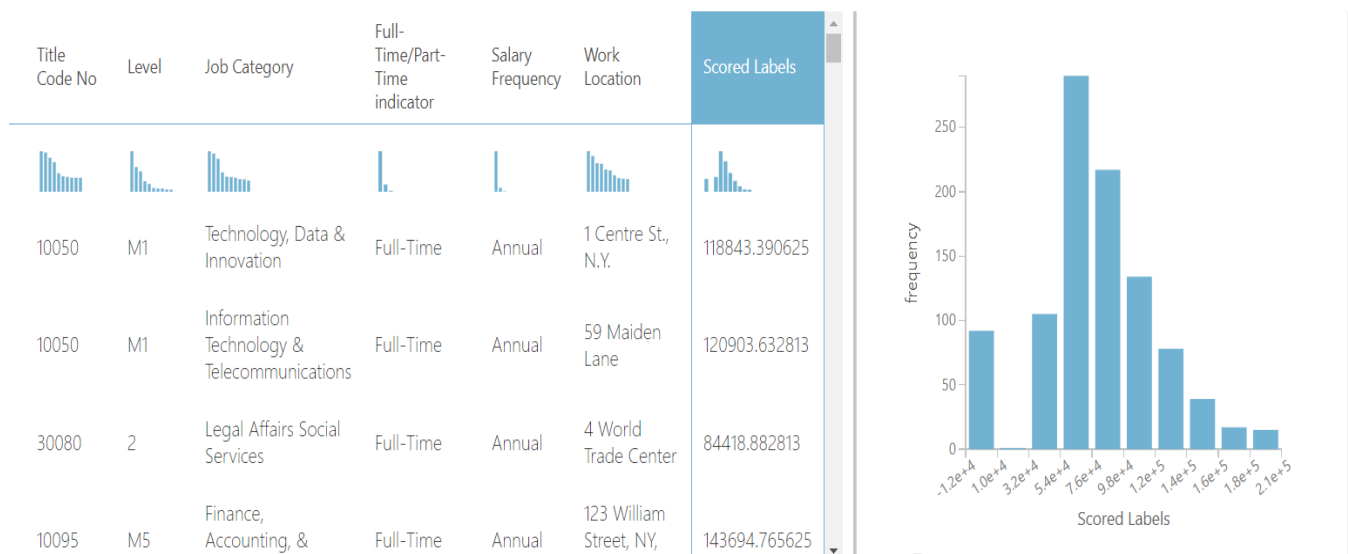 Title
Code No
Level
Job Category
Full-
Time/Part-
Time
indicator
Salary
Frequency
Work
Location
Scored Labels
10050
M1
Technology, Data &
Innovation
Full-Time
Annual
1 Centre St.,
N.Y.
118843.390625
10050
M1
Information
Technology &
Telecommunications
Full-Time
Annual
59 Maiden
Lane
120903.632813
30080
2
Legal Affairs Social
Services
Full-Time
Annual
4 World
Trade Center
84418.882813
10095
M5
Finance,
Accounting, &
Full-Time
Annual
123 William
Street, NY,
143694.765625
frequency
250
200
150
100
50
0
-1.2e+4
1.0e+4
3.2e+4
5.4e+4
7.6e+4
9.8e+4
1.2e+5
1.4e+5
1.6e+5
1.8e+5
2.1e+5
Scored Labels